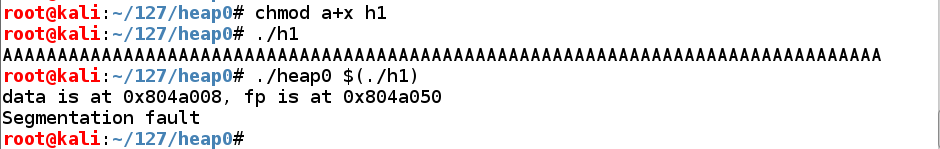 root@kali:~/127/heap0# chmod a+x h1
root@kali:~/127/heap0# ./h1
AAAAAAAAAAAAAAAAAAAAAAAAAAAAAAAAAAAAAAAAAAAAAAAAAAAAAAAAAAAAAAAAAAAAAAAAAAAAAAAA
root@kali:~/127/heap0# ./heap0 $(./h1)
data is at 0x804a008, fp is at 0x804a050
Segmentation fault
root@kali:~/127/heap0#